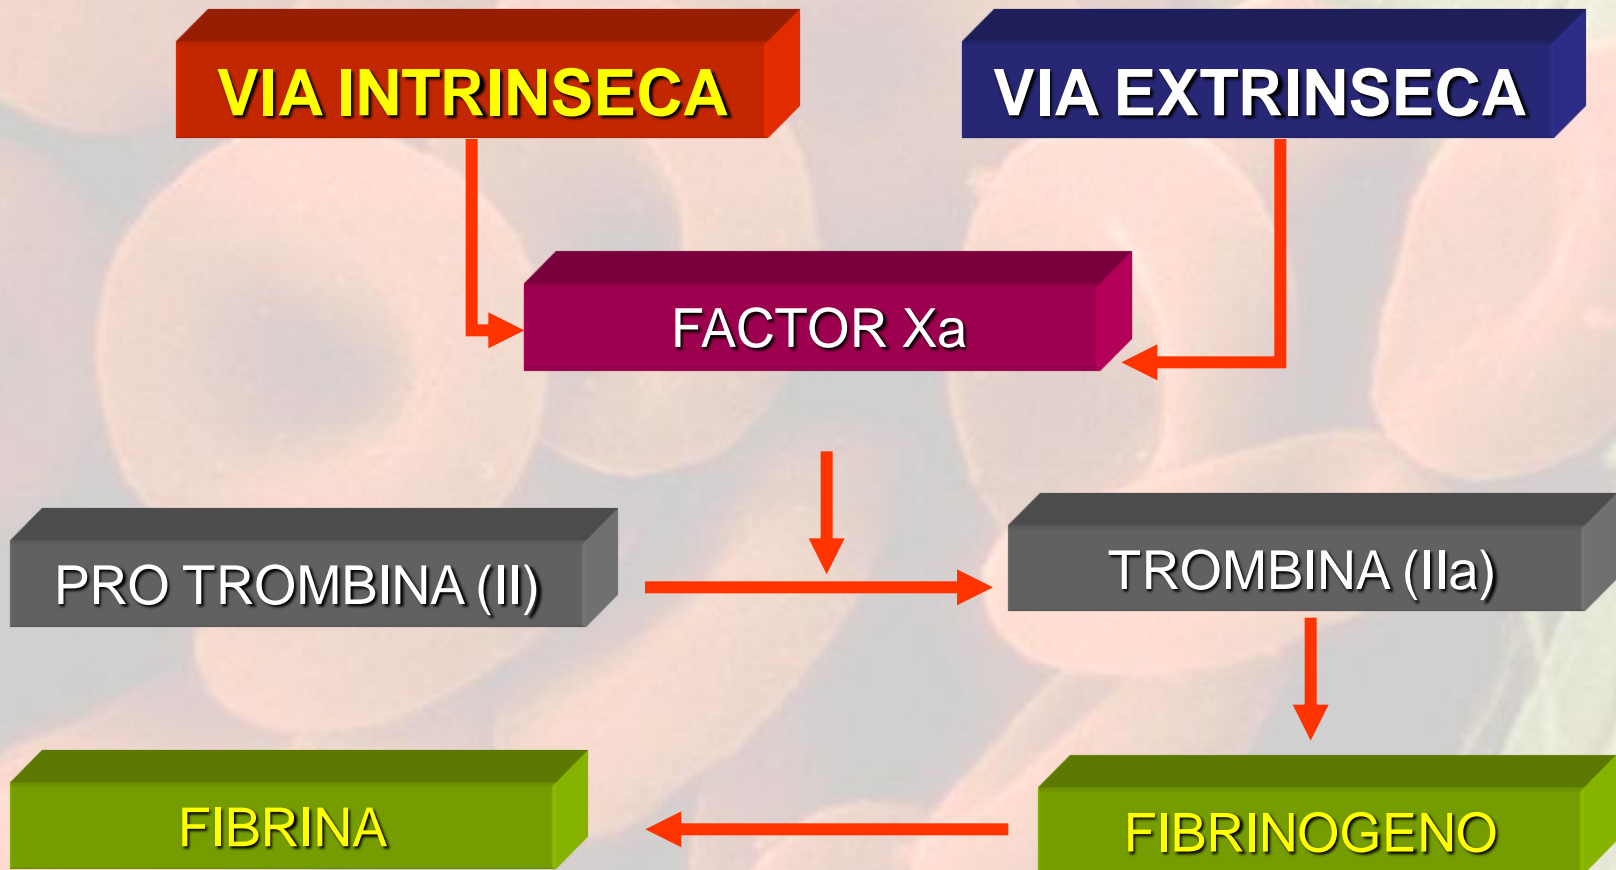 VIA INTRINSECA
VIA EXTRINSECA
FACTOR Xa
PRO TROMBINA (II)
TROMBINA (IIa)
FIBRINA
FIBRINOGENO